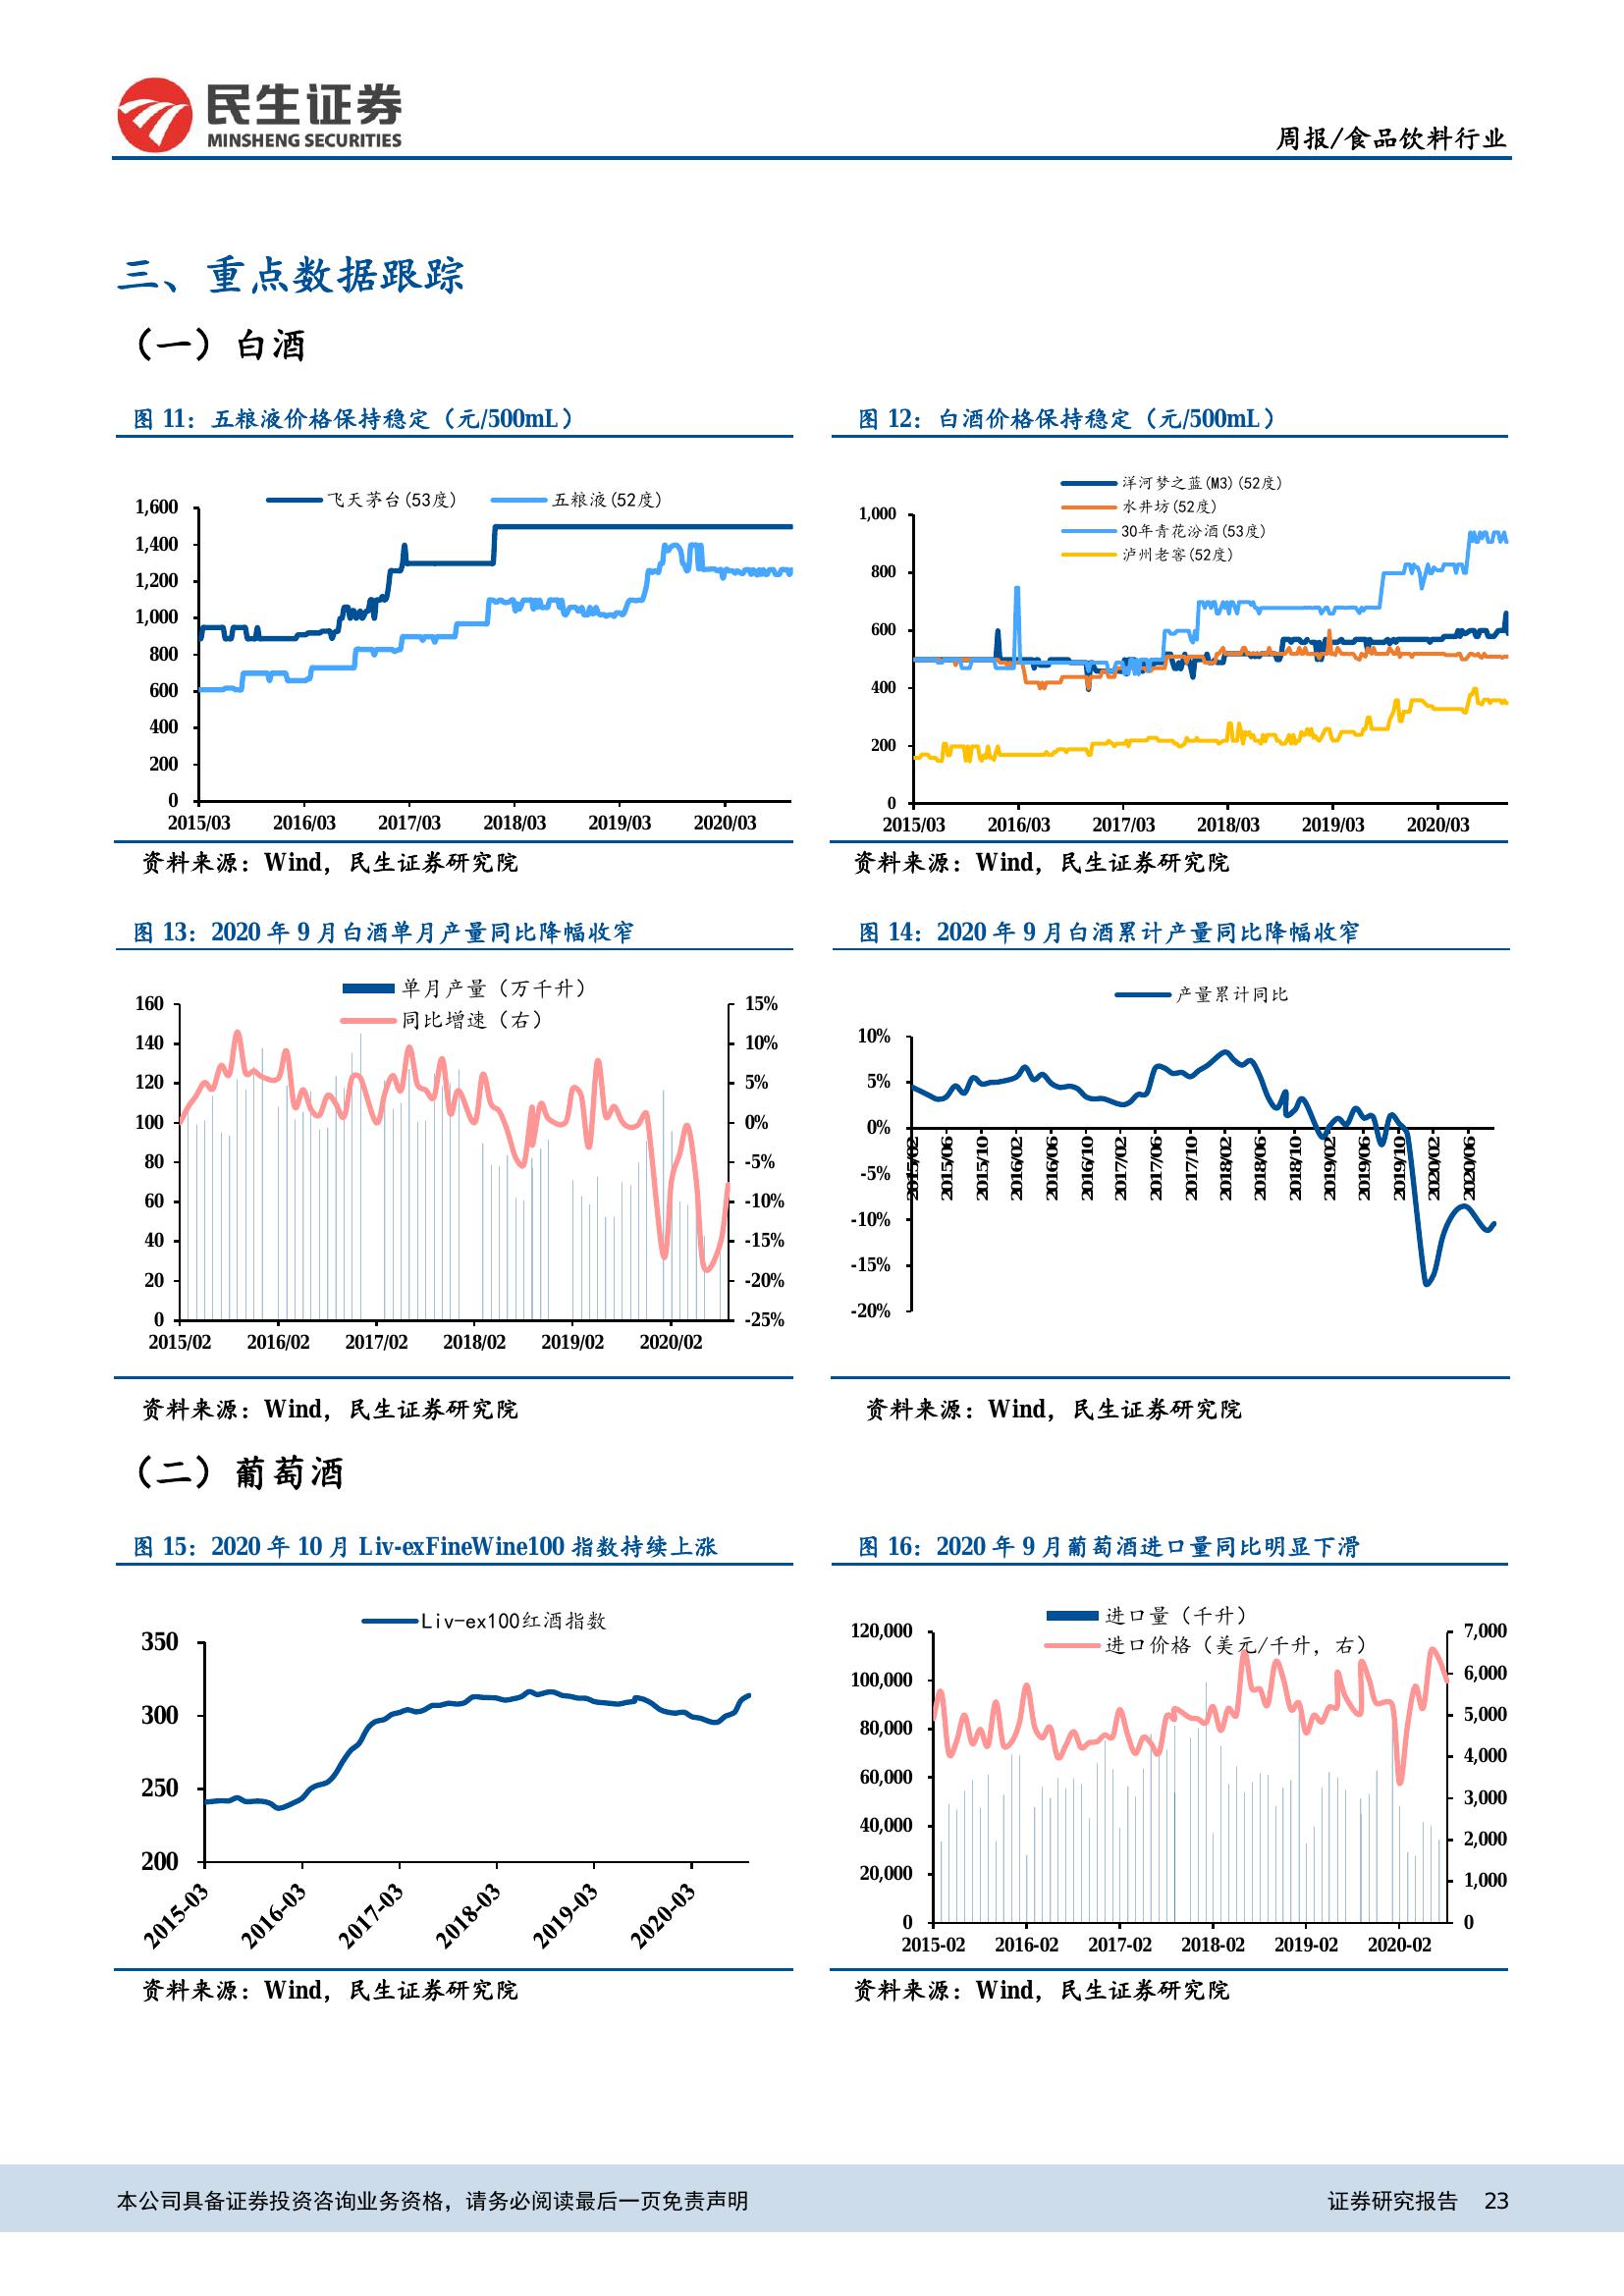 民生证券
MINSHENG SECURITIES
周报/食品饮料行业
三、重点数据跟踪
（一）白酒
图 11：五粮液价格保持稳定（元/500mL）
飞天茅台(53度)
五粮液(52度)
1,600
1,400
1,200
1,000
800
600
400
200
0
2015/03 2016/03 2017/03 2018/03 2019/03 2020/03
资料来源：Wind，民生证券研究院
图 12：白酒价格保持稳定（元/500mL）
洋河梦之蓝(M3)(52度)
水井坊(52度)
30年青花汾酒(53度)
泸州老窖(52度)
1,000
800
600
400
200
0
2015/03 2016/03 2017/03 2018/03 2019/03 2020/03
资料来源：Wind，民生证券研究院
图 13：2020 年 9 月白酒单月产量同比降幅收窄
单月产量（万千升）
同比增速（右）
160
140
120
100
80
60
40
20
0
15%
10%
5%
0%
-5%
-10%
-15%
-20%
-25%
2015/02 2016/02 2017/02 2018/02 2019/02 2020/02
资料来源：Wind，民生证券研究院
图 14：2020 年 9 月白酒累计产量同比降幅收窄
产量累计同比
10%
5%
0%
-5%
-10%
-15%
-20%
2015/02 2015/06 2015/10 2016/02 2016/06 2016/10 2017/02 2017/06 2017/10 2018/02 2018/06 2018/10 2019/02 2019/06 2019/10 2020/02 2020/06
资料来源：Wind，民生证券研究院
（二）葡萄酒
图 15：2020 年 10 月 Liv-exFineWine100 指数持续上涨
Liv-ex100红酒指数
350
300
250
200
2015-03 2016-03 2017-03 2018-03 2019-03 2020-03
资料来源：Wind，民生证券研究院
图 16：2020 年 9 月葡萄酒进口量同比明显下滑
进口量（千升）
进口价格（美元/千升，右）
120,000
100,000
80,000
60,000
40,000
20,000
0
7,000
6,000
5,000
4,000
3,000
2,000
1,000
0
2015-02 2016-02 2017-02 2018-02 2019-02 2020-02
资料来源：Wind，民生证券研究院
本公司具备证券投资咨询业务资格，请务必阅读最后一页免责声明
证券研究报告 23